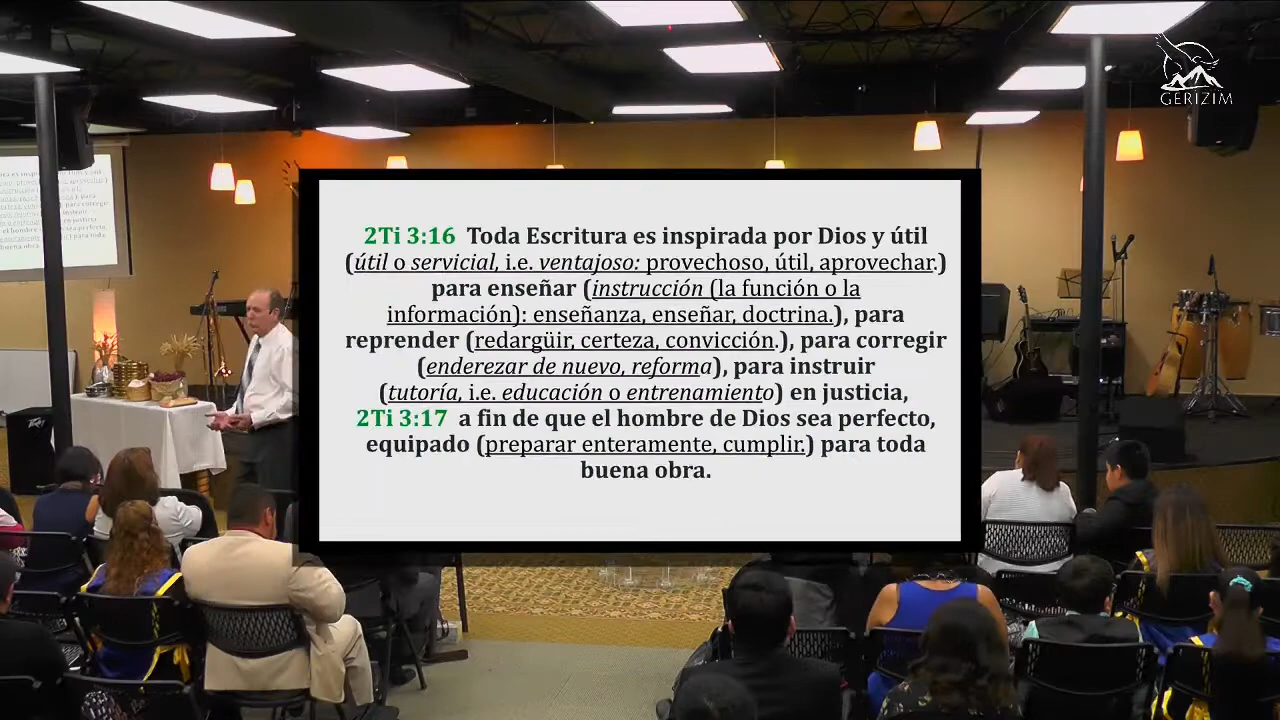 GERIZIM
2Ti 3:16 Toda Escritura es inspirada por Dios y útil
(útil o servicial, i.e. ventajoso: provechoso, útil, aprovechar.)
para enseñar (instrucción (la función o la
información): enseñanza, enseñar, doctrina.), para
reprender (redargüir, certeza, convicción.), para corregir
(enderezar de nuevo, reforma), para instruir
(tutoría, i.e. educación o entrenamiento) en justicia,
2Ti 3:17 a fin de que el hombre de Dios sea perfecto,
equipado (preparar enteramente, cumplir.) para toda
buena obra.
PEAVEY